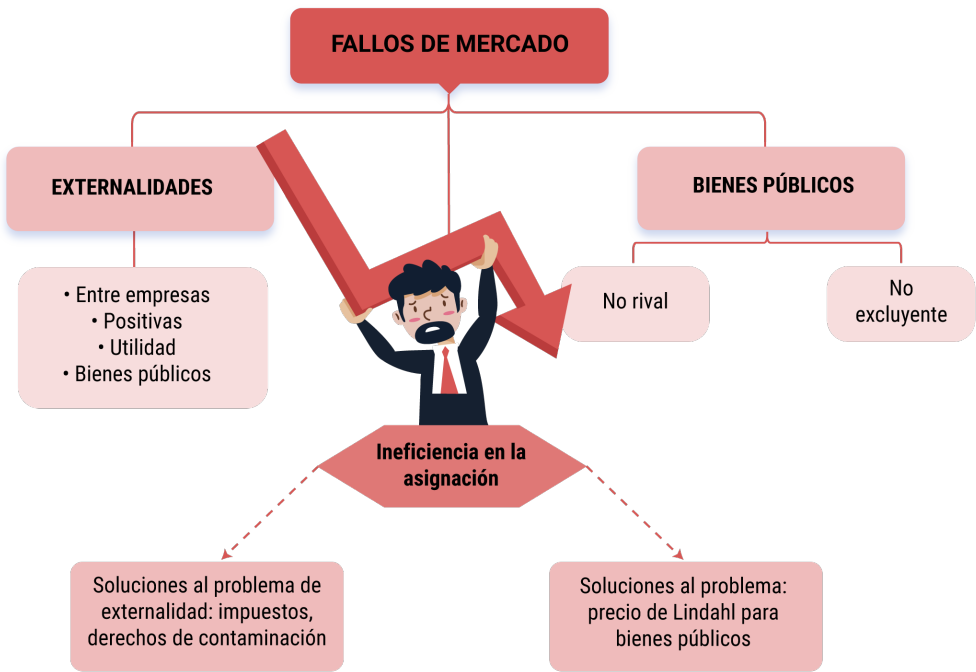 FALLOS DE MERCADO
EXTERNALIDADES
• Entre empresas
• Positivas
• Utilidad
• Bienes públicos
BIENES PÚBLICOS
No rival
No
excluyente
Ineficiencia en la
asignación
Soluciones al problema de
externalidad: impuestos,
derechos de contaminación
Soluciones al problema:
precio de Lindahl para
bienes públicos